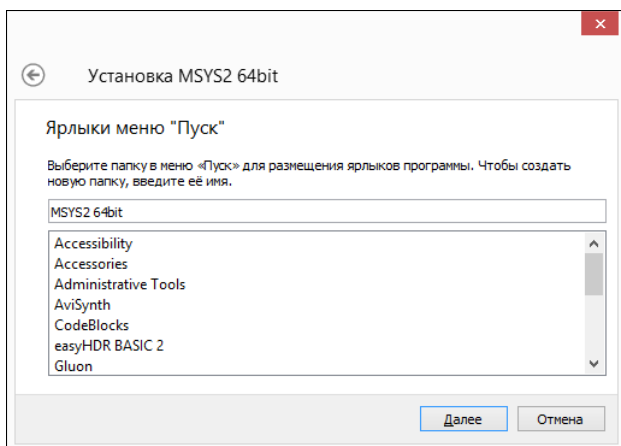 Установка MSYS2 64bit
Ярлыки меню "Пуск"
Выберите папку в меню «Пуск» для размещения ярлыков программы. Чтобы создать
новую папку, введите её имя.
MSYS2 64bit
Accessibility
Accessories
Administrative Tools
AviSynth
CodeBlocks
easyHDR BASIC 2
Gluon
Далее
Отмена